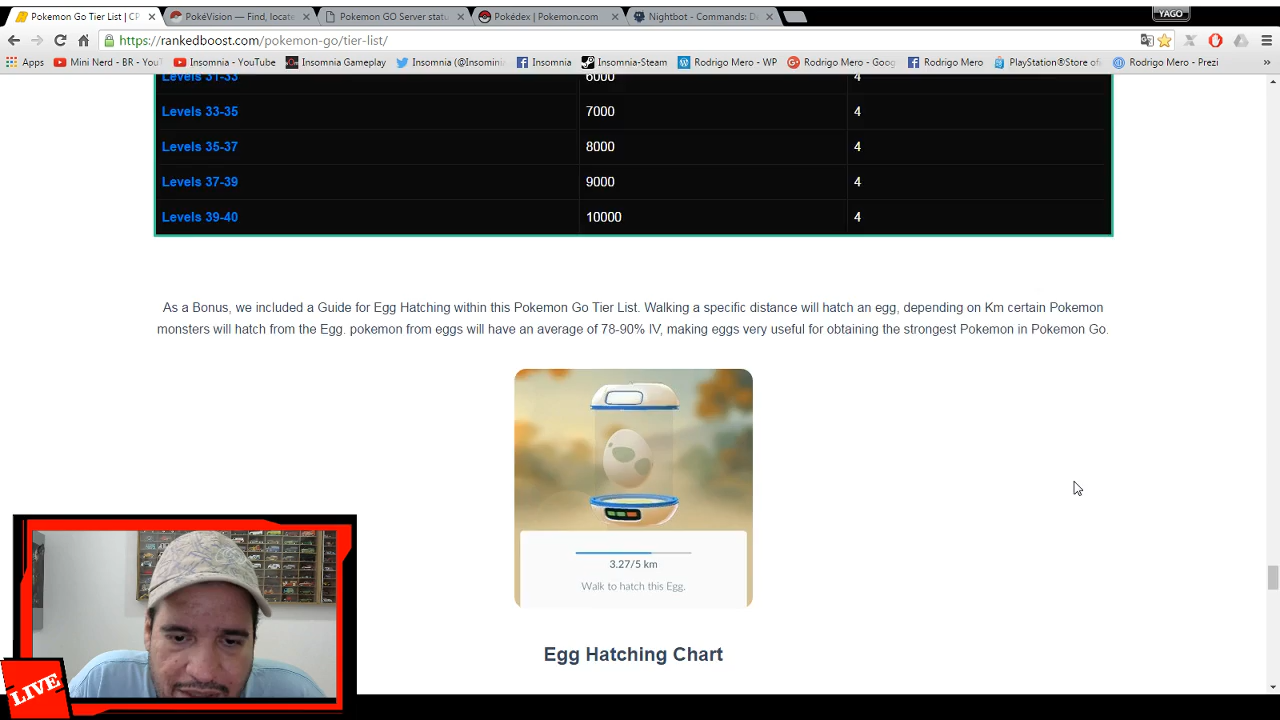 Pokemon Go Tier List | CP
PokéVision — Find, locate
Pokemon GO Server statu
Pokédex | Pokemon.com
Nightbot - Commands: De
YAGO
https://rankedboost.com/pokemon-go/tier-list/
Apps
Mini Nerd - BR - You
Insomnia - YouTube
Insomnia Gameplay
Insomnia (@Insomni
Insomnia
Insomnia-Steam
Rodrigo Mero - WP
Rodrigo Mero - Goog
Rodrigo Mero
PlayStation®Store of
Rodrigo Mero - Prezi
»
Levels 31-33 6000 4
Levels 33-35 7000 4
Levels 35-37 8000 4
Levels 37-39 9000 4
Levels 39-40 10000 4
As a Bonus, we included a Guide for Egg Hatching within this Pokemon Go Tier List. Walking a specific distance will hatch an egg, depending on Km certain Pokemon
monsters will hatch from the Egg. pokemon from eggs will have an average of 78-90% IV, making eggs very useful for obtaining the strongest Pokemon in Pokemon Go.
3.27/5 km
Walk to hatch this Egg.
Egg Hatching Chart
LIVE